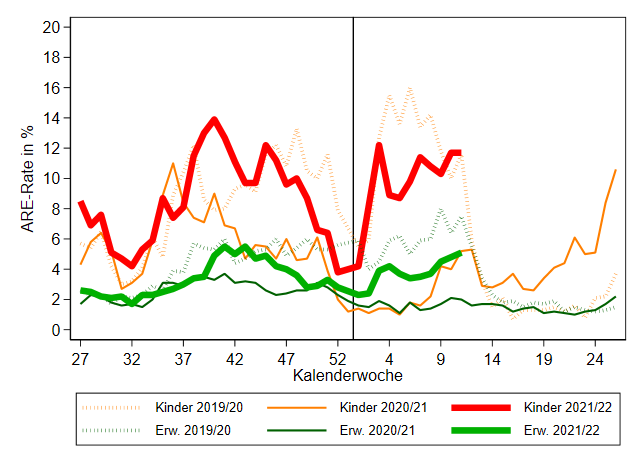 20 %
18 %
16 %
14 %
12 %
10 %
8 %
6 %
4 %
2 %
0 %
ARE-Rate in %
27 32 37 42 47 52 4 9 14 19 24
Kalenderwoche
Kinder 2019/20 Kinder 2020/21 Kinder 2021/22
Erw. 2019/20 Erw. 2020/21 Erw. 2021/22